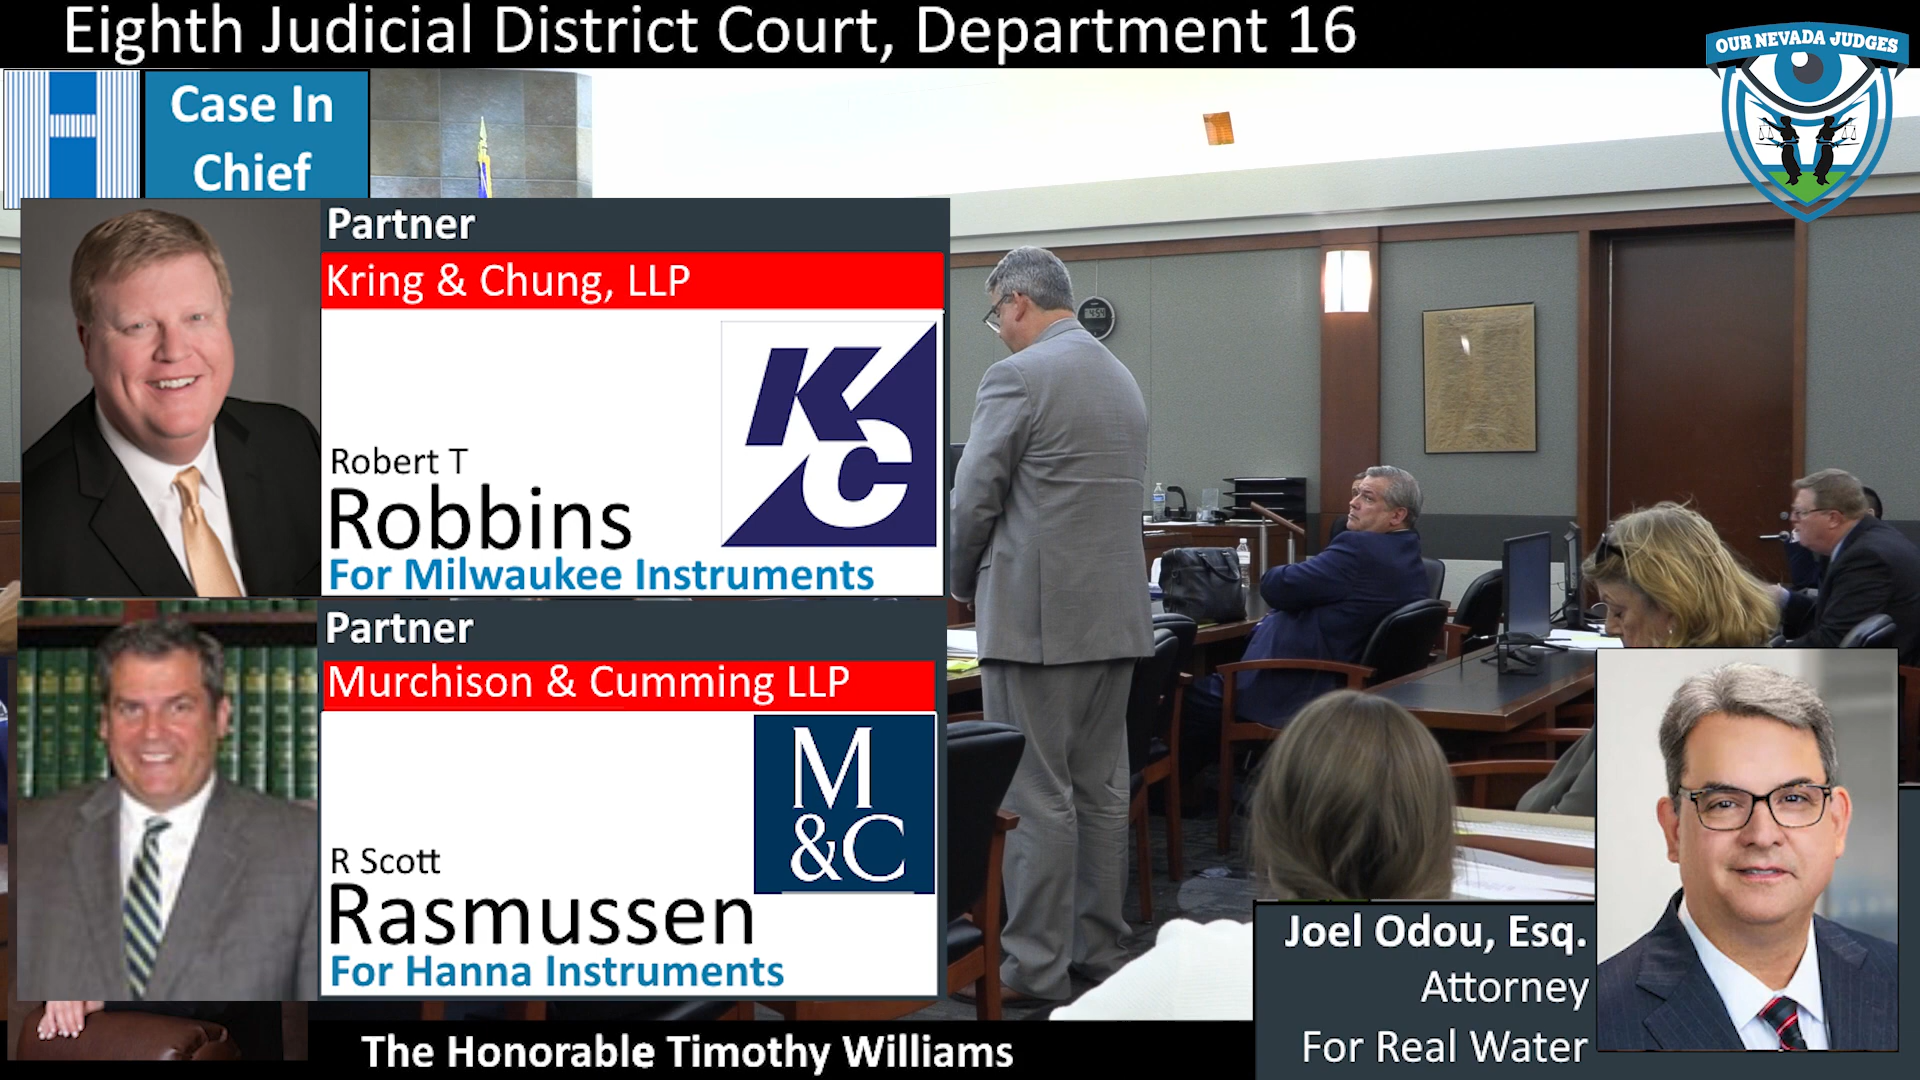 Eighth Judicial District Court, Department 16
OUR NEVADA JUDGES
Case In
Chief
Partner
Kring & Chung, LLP
KC
Robert T
Robbins
For Milwaukee Instruments
Partner
Murchison & Cumming LLP
M
&C
R Scott
Rasmussen
For Hanna Instruments
Joel Odou, Esq.
Attorney
For Real Water
The Honorable Timothy Williams